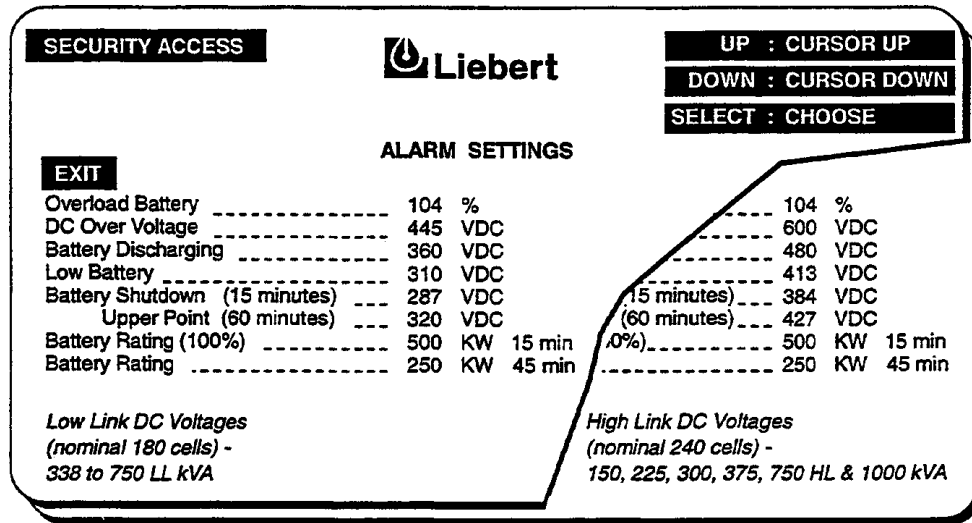 SECURITY ACCESS
Liebert
UP : CURSOR UP
DOWN : CURSOR DOWN
SELECT : CHOOSE
ALARM SETTINGS
EXIT
Overload Battery ---------------- 104 % 104 %
DC Over Voltage ---------------- 445 VDC ---------- 600 VDC
Battery Discharging -------------- 360 VDC ---------- 480 VDC
Low Battery -------------------- 310 VDC ---------- 413 VDC
Battery Shutdown (15 minutes) --- 287 VDC (15 minutes)--- 384 VDC
Upper Point (60 minutes) --- 320 VDC (60 minutes)--- 427 VDC
Battery Rating (100%) ---------- 500 KW 15 min 0%)------------ 500 KW 15 min
Battery Rating ---------------- 250 KW 45 min ---------------- 250 KW 45 min
Low Link DC Voltages
(nominal 180 cells) -
338 to 750 LL kVA
High Link DC Voltages
(nominal 240 cells) -
150, 225, 300, 375, 750 HL & 1000 kVA